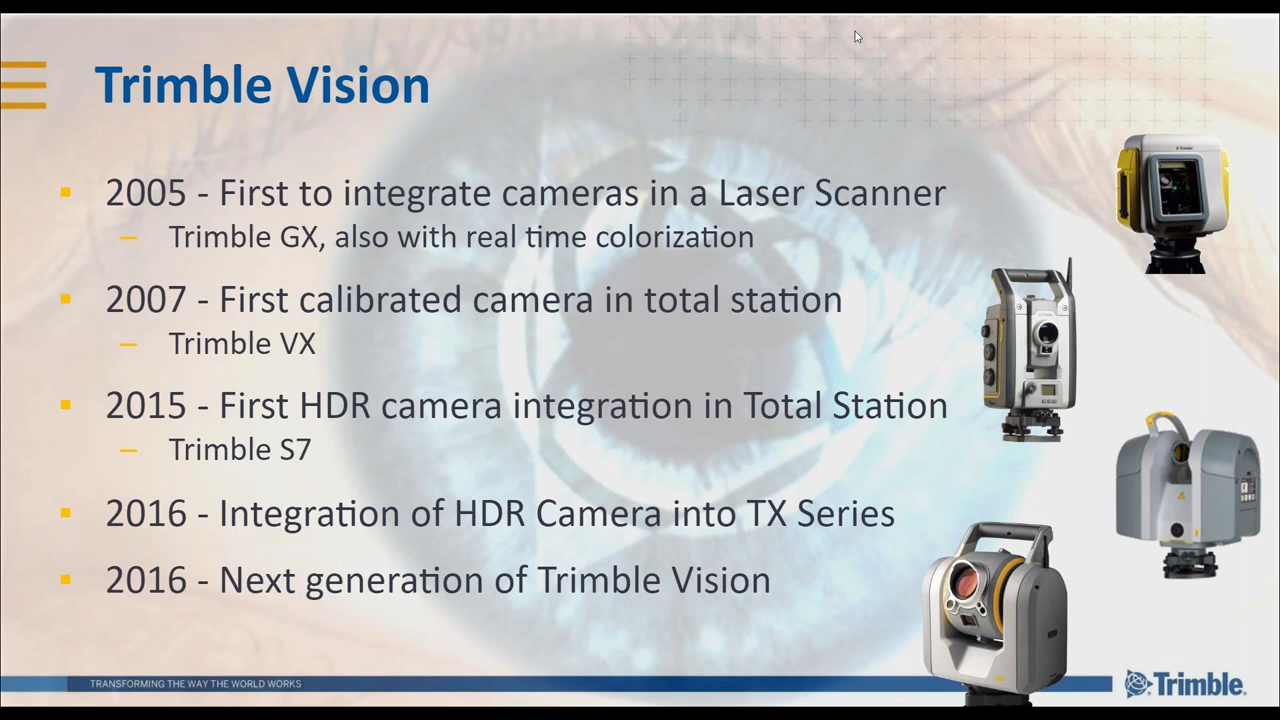 Trimble Vision
▪ 2005 - First to integrate cameras in a Laser Scanner
– Trimble GX, also with real time colorization
▪ 2007 - First calibrated camera in total station
– Trimble VX
▪ 2015 - First HDR camera integration in Total Station
– Trimble S7
▪ 2016 - Integration of HDR Camera into TX Series
▪ 2016 - Next generation of Trimble Vision
TRANSFORMING THE WAY THE WORLD WORKS
Trimble.